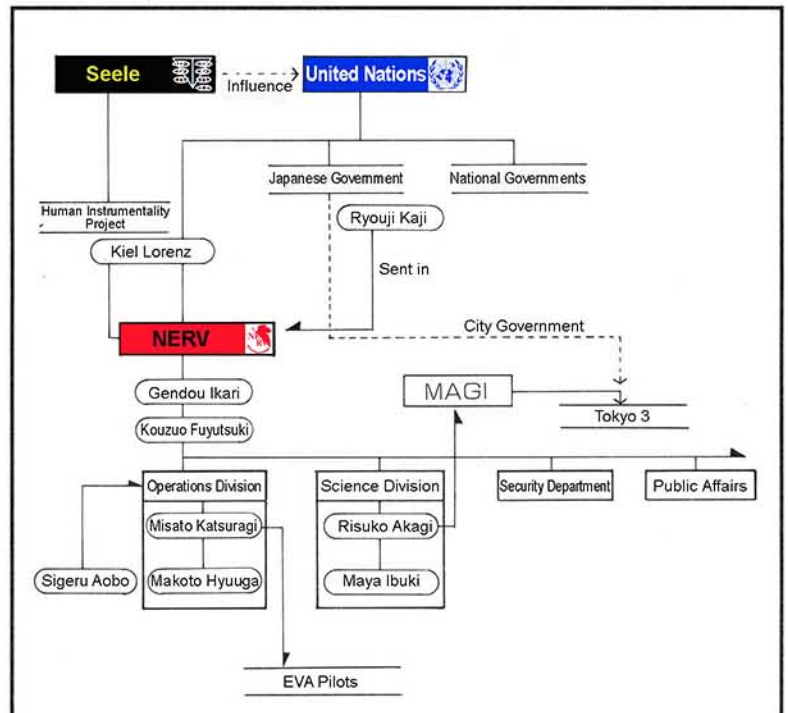 Seele
United Nations
Influence
Japanese Government
National Governments
Human Instrumentality
Project
Ryouji Kaji
Kiel Lorenz
Sent in
NERV
City Government
Gendou Ikari
MAGI
Kouzuo Fuyutsuki
Tokyo 3
Operations Division
Science Division
Security Department
Public Affairs
Misato Katsuragi
Risuko Akagi
Sigeru Aobo
Makoto Hyuuga
Maya Ibuki
EVA Pilots